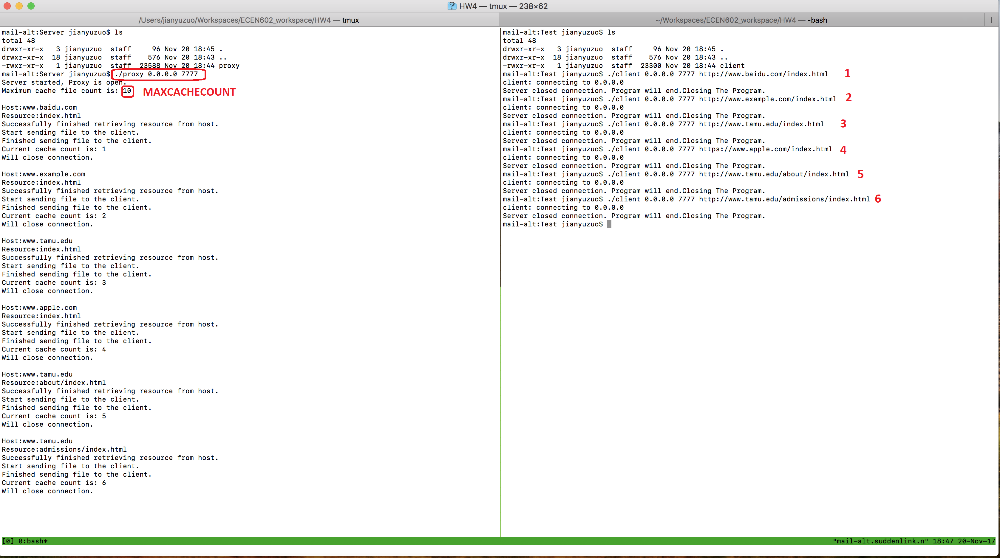 HW4 — tmux — 238×62
/Users/jianyuzuo/Workspaces/ECEN602_workspace/HW4 — tmux
~/Workspaces/ECEN602_workspace/HW4 — -bash
mail-alt:Server jianyuzuo$ ls
total 48
drwxr-xr-x   3 jianyuzuo  staff     96 Nov 20 18:45 .
drwxr-xr-x  18 jianyuzuo  staff    576 Nov 20 18:43 ..
-rwxr-xr-x   1 jianyuzuo  staff  23588 Nov 20 18:44 proxy
mail-alt:Server jianyuzuo$ ./proxy 0.0.0.0 7777
Server started, Proxy is open.
Maximum cache file count is: 10 MAXCACHECOUNT

Host:www.baidu.com
Resource:index.html
Successfully finished retrieving resource from host.
Start sending file to the client.
Finished sending file to the client.
Current cache count is: 1
Will close connection.

Host:www.example.com
Resource:index.html
Successfully finished retrieving resource from host.
Start sending file to the client.
Finished sending file to the client.
Current cache count is: 2
Will close connection.

Host:www.tamu.edu
Resource:index.html
Successfully finished retrieving resource from host.
Start sending file to the client.
Finished sending file to the client.
Current cache count is: 3
Will close connection.

Host:www.apple.com
Resource:index.html
Successfully finished retrieving resource from host.
Start sending file to the client.
Finished sending file to the client.
Current cache count is: 4
Will close connection.

Host:www.tamu.edu
Resource:about/index.html
Successfully finished retrieving resource from host.
Start sending file to the client.
Finished sending file to the client.
Current cache count is: 5
Will close connection.

Host:www.tamu.edu
Resource:admissions/index.html
Successfully finished retrieving resource from host.
Start sending file to the client.
Finished sending file to the client.
Current cache count is: 6
Will close connection.

mail-alt:Test jianyuzuo$ ls
total 48
drwxr-xr-x   3 jianyuzuo  staff     96 Nov 20 18:45 .
drwxr-xr-x  18 jianyuzuo  staff    576 Nov 20 18:43 ..
-rwxr-xr-x   1 jianyuzuo  staff  23300 Nov 20 18:44 client
mail-alt:Test jianyuzuo$ ./client 0.0.0.0 7777 http://www.baidu.com/index.html 1
client: connecting to 0.0.0.0
Server closed connection. Program will end.Closing The Program.
mail-alt:Test jianyuzuo$ ./client 0.0.0.0 7777 http://www.example.com/index.html 2
client: connecting to 0.0.0.0
Server closed connection. Program will end.Closing The Program.
mail-alt:Test jianyuzuo$ ./client 0.0.0.0 7777 http://www.tamu.edu/index.html 3
client: connecting to 0.0.0.0
Server closed connection. Program will end.Closing The Program.
mail-alt:Test jianyuzuo$ ./client 0.0.0.0 7777 https://www.apple.com/index.html 4
client: connecting to 0.0.0.0
Server closed connection. Program will end.Closing The Program.
mail-alt:Test jianyuzuo$ ./client 0.0.0.0 7777 http://www.tamu.edu/about/index.html 5
client: connecting to 0.0.0.0
Server closed connection. Program will end.Closing The Program.
mail-alt:Test jianyuzuo$ ./client 0.0.0.0 7777 http://www.tamu.edu/admissions/index.html 6
client: connecting to 0.0.0.0
Server closed connection. Program will end.Closing The Program.
mail-alt:Test jianyuzuo$
[0] 0:bash*
"mail-alt.suddenlink.n" 18:47 20-Nov-17